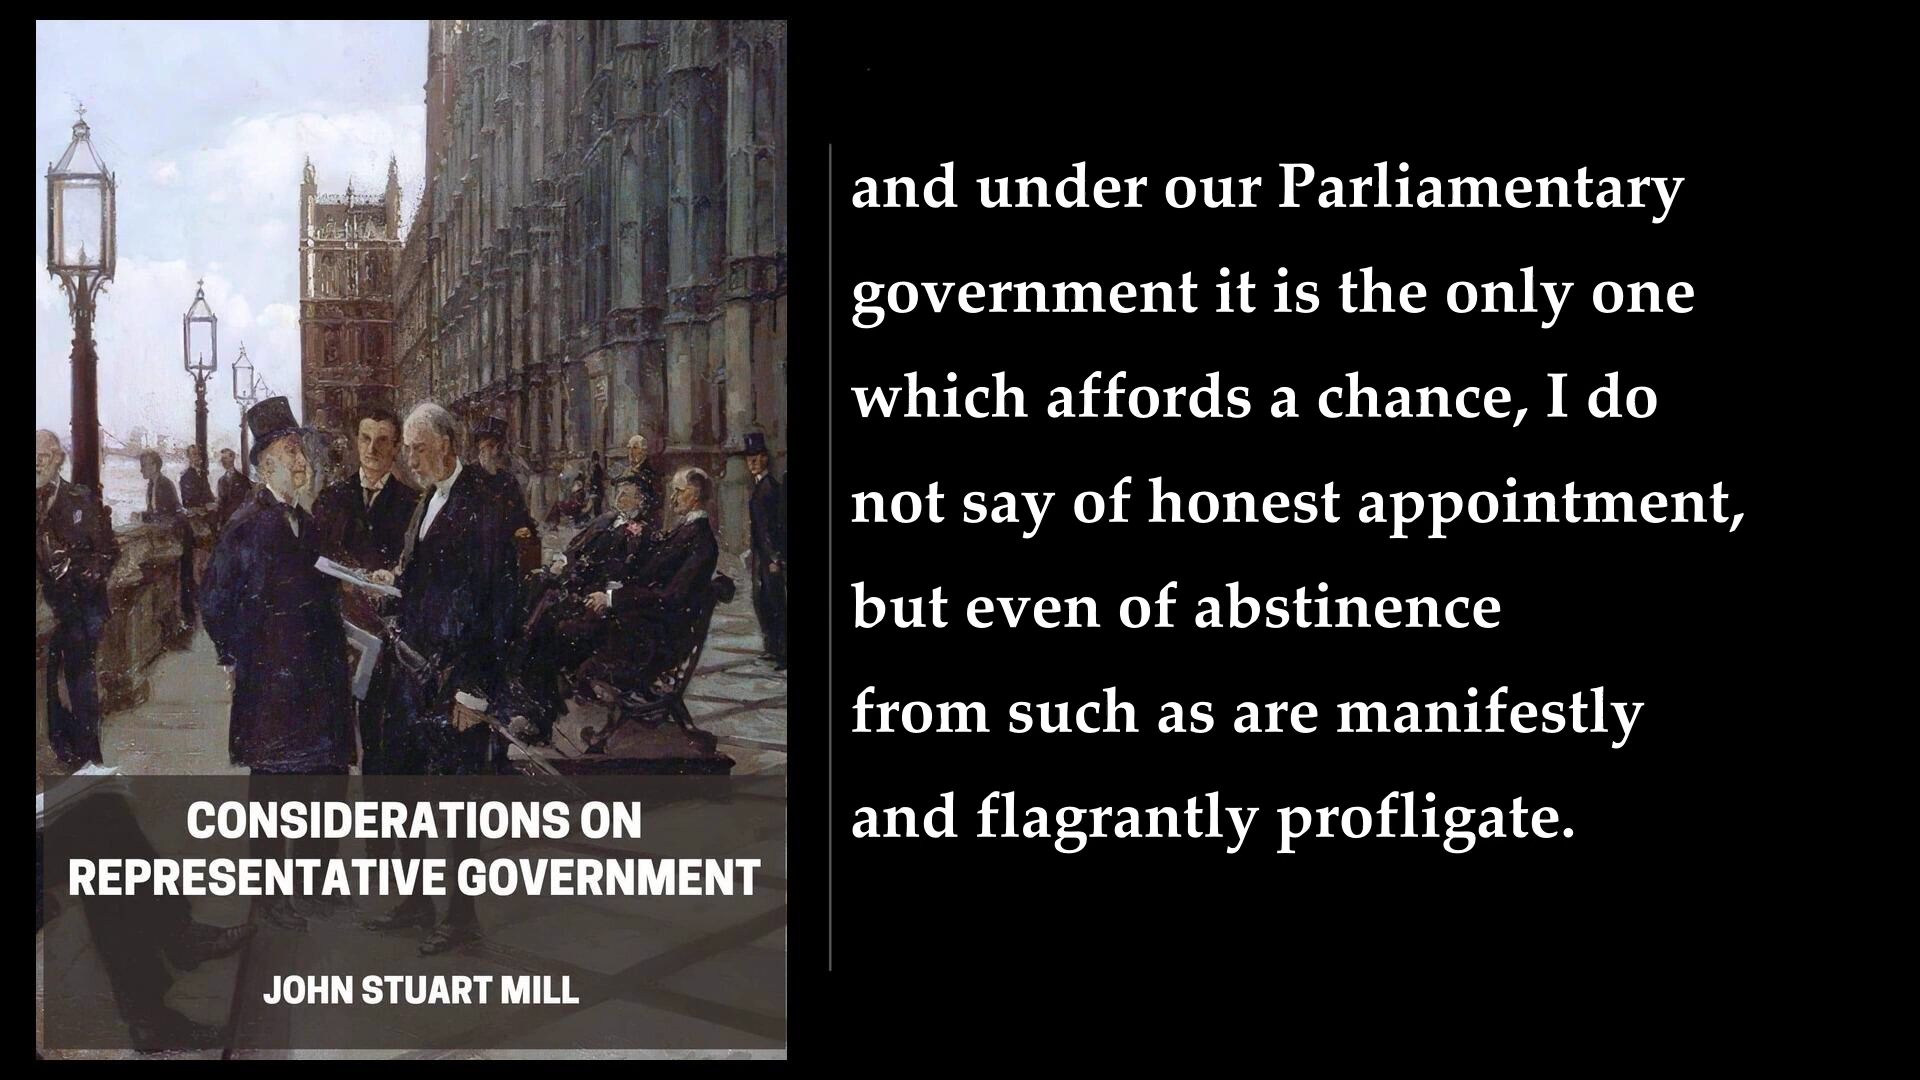 CONSIDERATIONS ON
REPRESENTATIVE GOVERNMENT
JOHN STUART MILL
and under our Parliamentary
government it is the only one
which affords a chance, I do
not say of honest appointment,
but even of abstinence
from such as are manifestly
and flagrantly profligate.